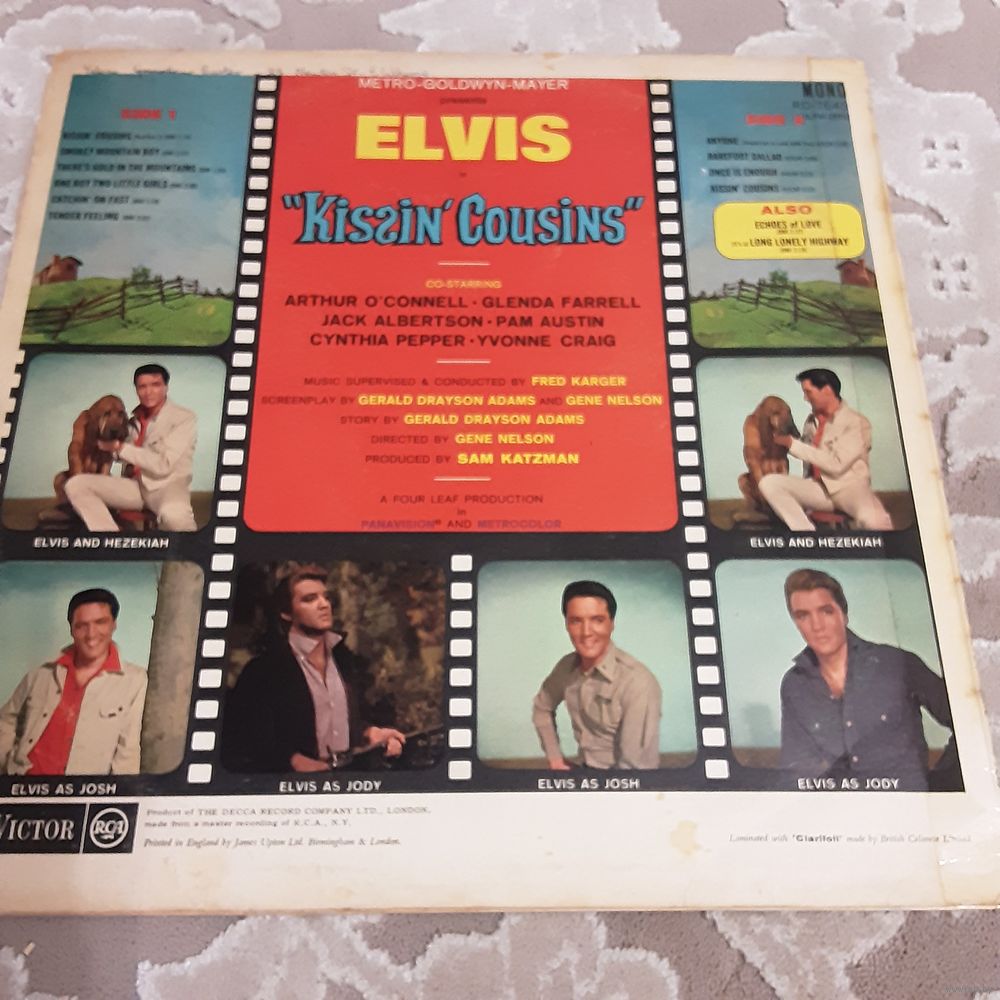 METRO-GOLDWYN-MAYER
presents
ELVIS
in
"Kissin' Cousins"
CO-STARRING
ARTHUR O'CONNELL · GLENDA FARRELL
JACK ALBERTSON · PAM AUSTIN
CYNTHIA PEPPER · YVONNE CRAIG
MUSIC SUPERVISED & CONDUCTED BY FRED KARGER
SCREENPLAY BY GERALD DRAYSON ADAMS AND GENE NELSON
STORY BY GERALD DRAYSON ADAMS
DIRECTED BY GENE NELSON
PRODUCED BY SAM KATZMAN
A FOUR LEAF PRODUCTION
in
PANAVISION® AND METROCOLOR
SIDE 1
KISSIN' COUSINS
SMOKEY MOUNTAIN BOY
THERE'S GOLD IN THE MOUNTAINS
ONE BOY TWO LITTLE GIRLS
CATCHIN' ON FAST
TENDER FEELING
MONO
SIDE 2
ANYONE
BAREFOOT BALLAD
ONCE IS ENOUGH
KISSIN' COUSINS
ALSO
ECHOES of LOVE
LONG LONELY HIGHWAY
ELVIS AND HEZEKIAH
ELVIS AND HEZEKIAH
ELVIS AS JOSH
ELVIS AS JODY
ELVIS AS JOSH
ELVIS AS JODY
VICTOR
RCA
Product of THE DECCA RECORD COMPANY LTD., LONDON.
made from a master recording of R.C.A., N.Y.
Printed in England by James Upton Ltd. Birmingham & London.
Laminated with 'Clarifoil' made by British Celanese Limited